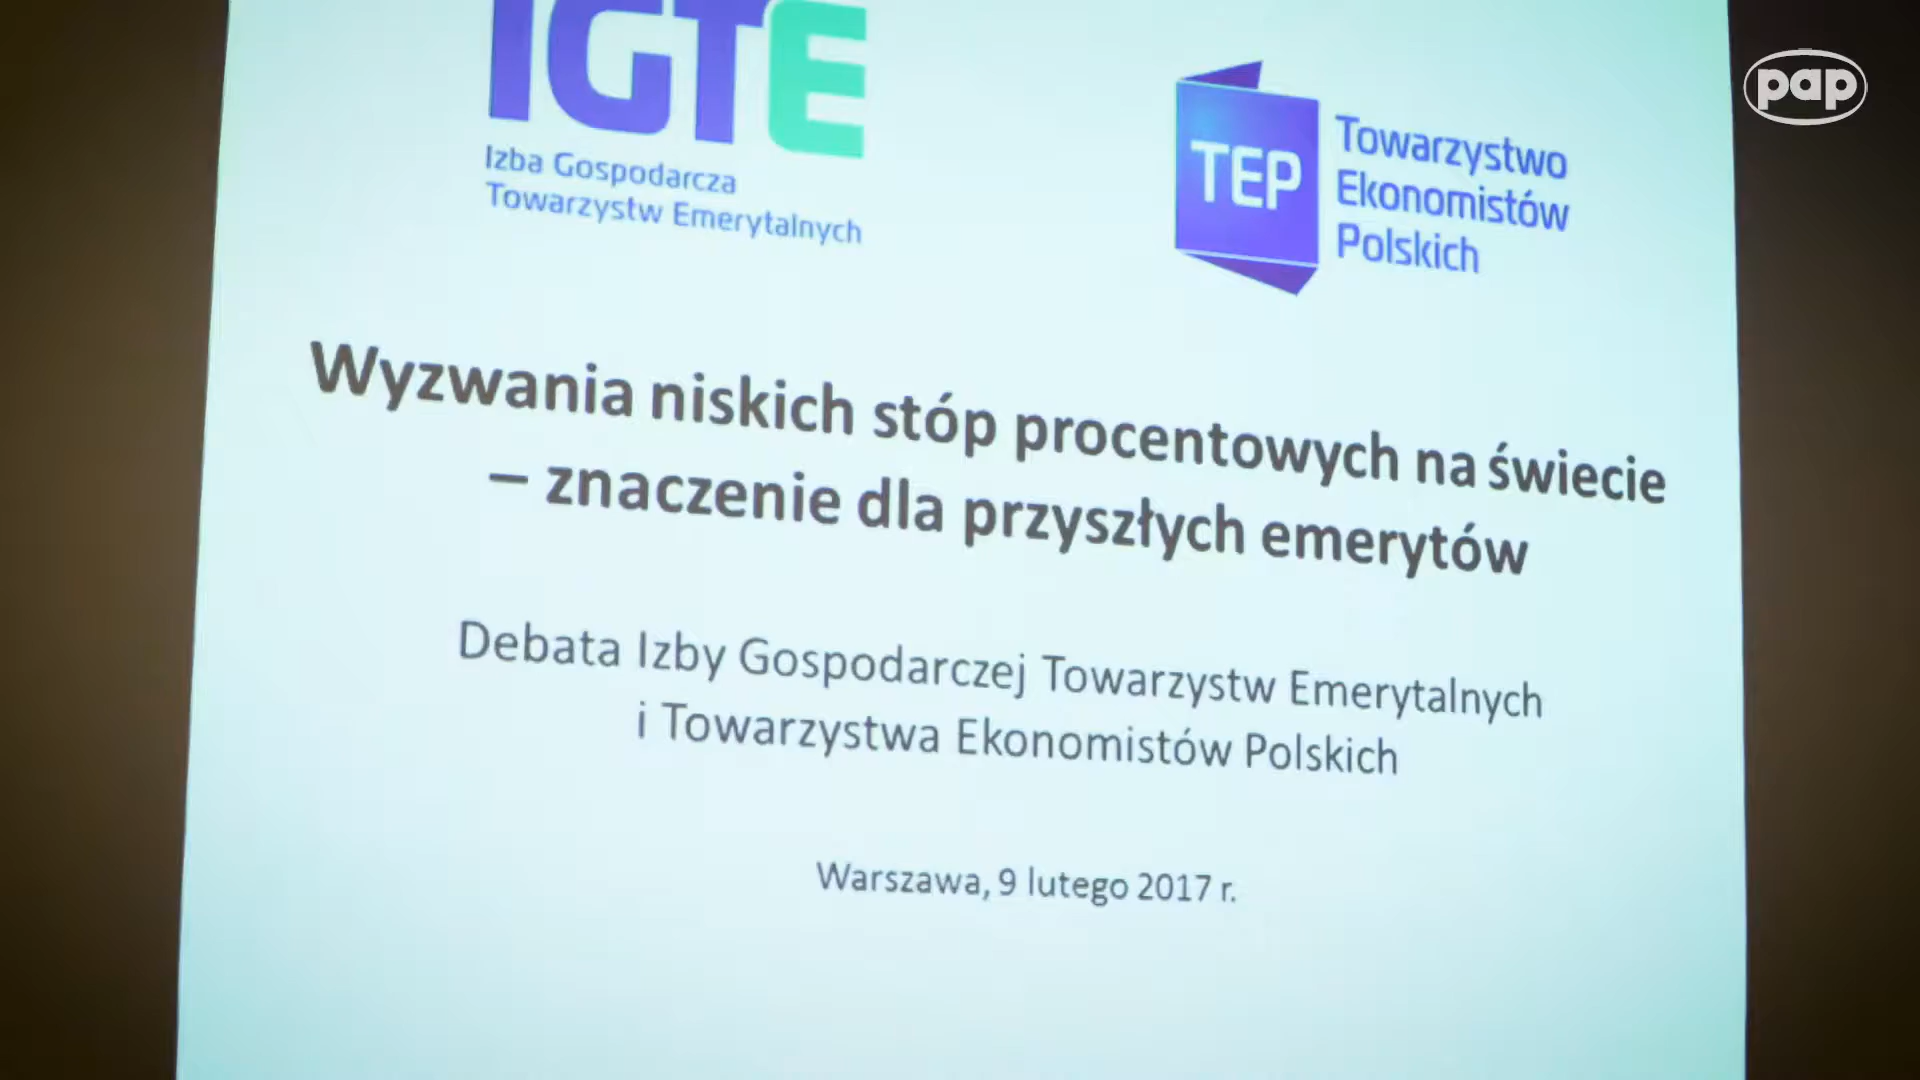 IGTE
Izba Gospodarcza
Towarzystw Emerytalnych
TEP
Towarzystwo
Ekonomistów
Polskich
pap
Wyzwania niskich stóp procentowych na świecie
– znaczenie dla przyszłych emerytów
Debata Izby Gospodarczej Towarzystw Emerytalnych
i Towarzystwa Ekonomistów Polskich
Warszawa, 9 lutego 2017 r.